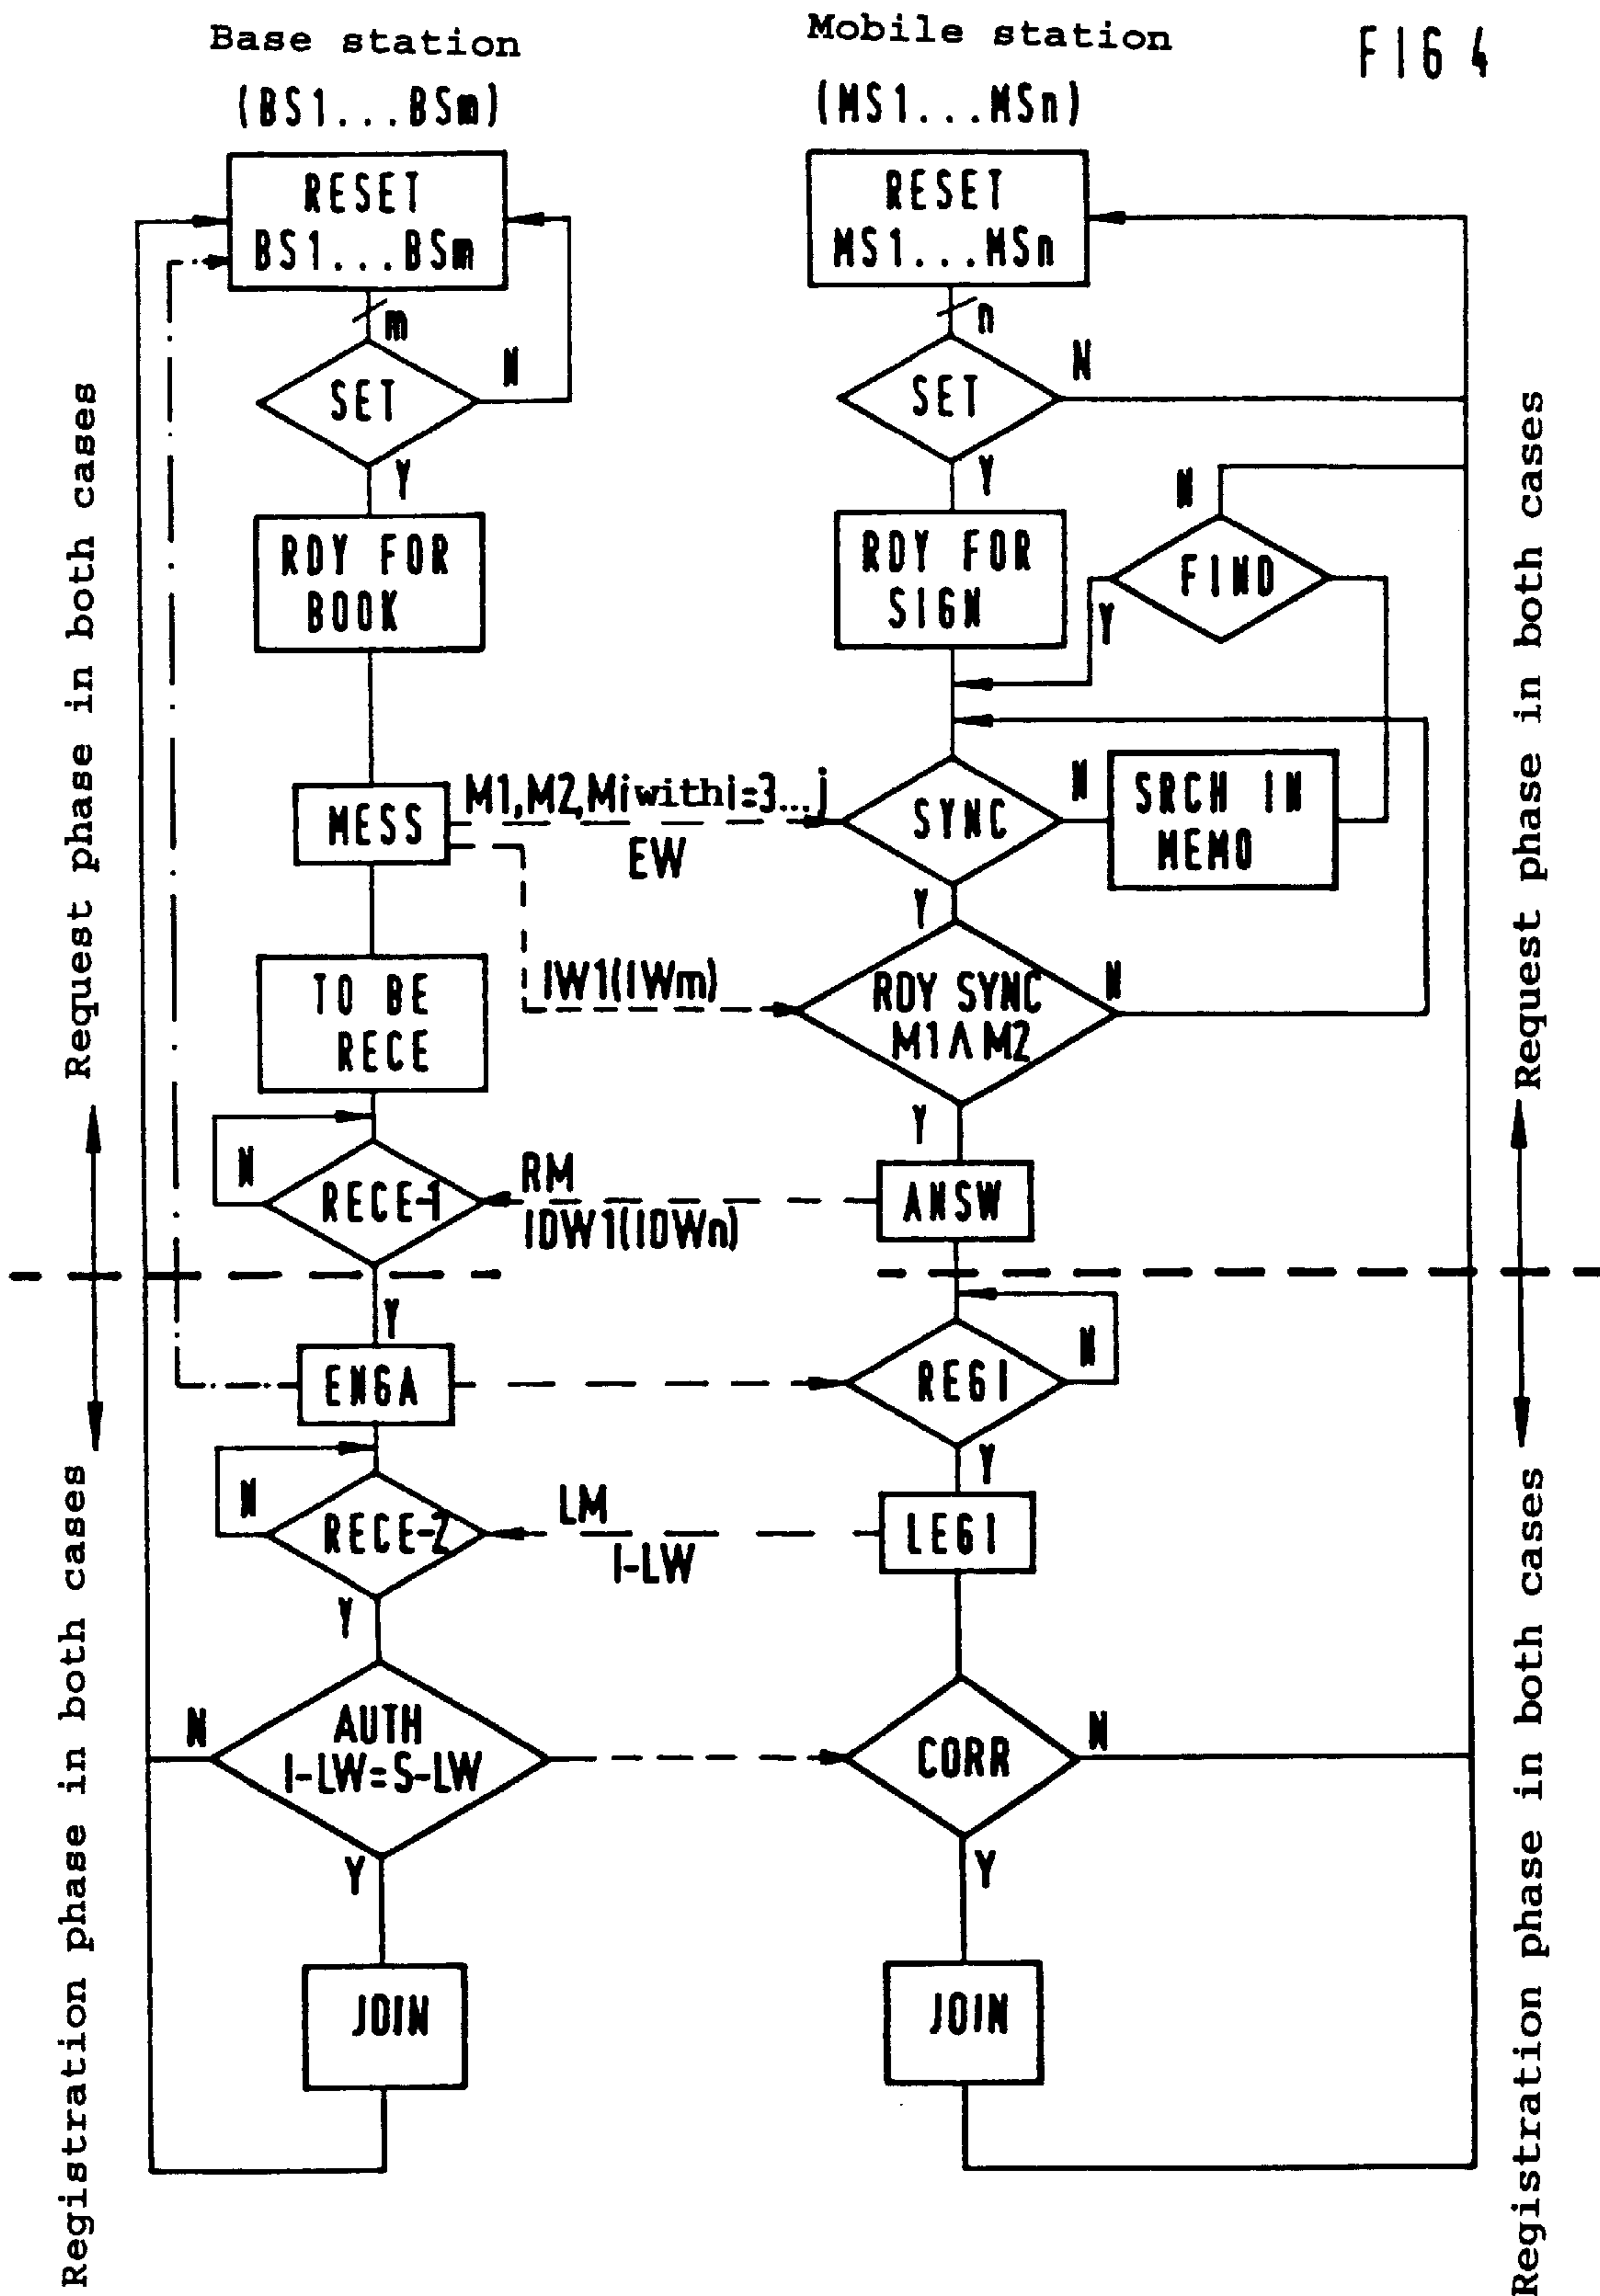 Base station
Mobile station
FIG 4
(BS1...BSm)
(MS1...MSn)
RESET
BS1...BSm
RESET
MS1...MSn
m
n
SET
N
SET
N
Y
Y
N
RDY FOR
BOOK
RDY FOR
SIGN
FIND
Y
Request phase in both cases
Request phase in both cases
MESS
M1,M2,Mi with i=3...j
EW
SYNC
N
SRCH IN
MEMO
Y
TO BE
RECE
IW1(IWm)
RDY SYNC
M1ΛM2
N
Y
N
RECE-1
RM
IDW1(IDWn)
ANSW
Y
ENGA
REGI
N
Y
N
RECE-2
LM
I-LW
LEGI
Y
N
AUTH
I-LW=S-LW
CORR
N
Y
Y
JOIN
JOIN
Registration phase in both cases
Registration phase in both cases